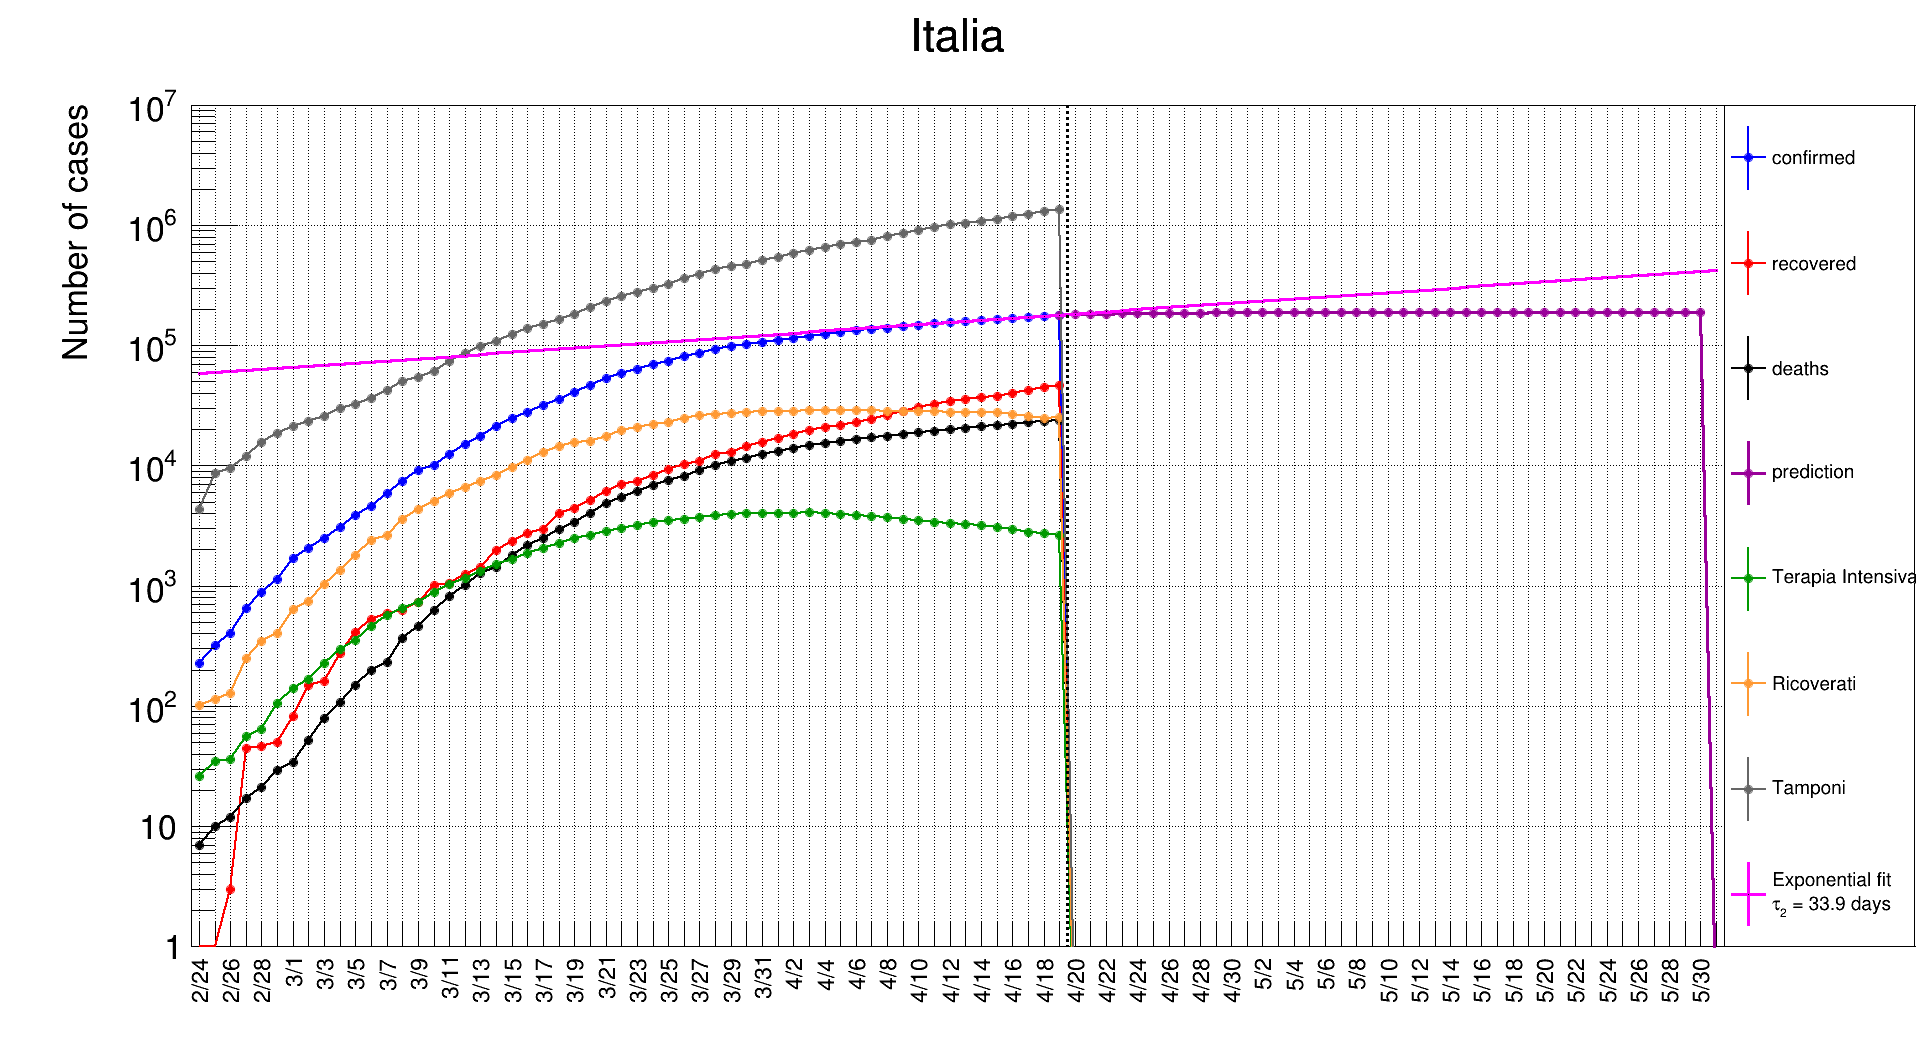 Italia
Number of cases
10^7
10^6
10^5
10^4
10^3
10^2
10
1
2/24 2/26 2/28 3/1 3/3 3/5 3/7 3/9 3/11 3/13 3/15 3/17 3/19 3/21 3/23 3/25 3/27 3/29 3/31 4/2 4/4 4/6 4/8 4/10 4/12 4/14 4/16 4/18 4/20 4/22 4/24 4/26 4/28 4/30 5/2 5/4 5/6 5/8 5/10 5/12 5/14 5/16 5/18 5/20 5/22 5/24 5/26 5/28 5/30
confirmed
recovered
deaths
prediction
Terapia Intensiva
Ricoverati
Tamponi
Exponential fit
τ2 = 33.9 days